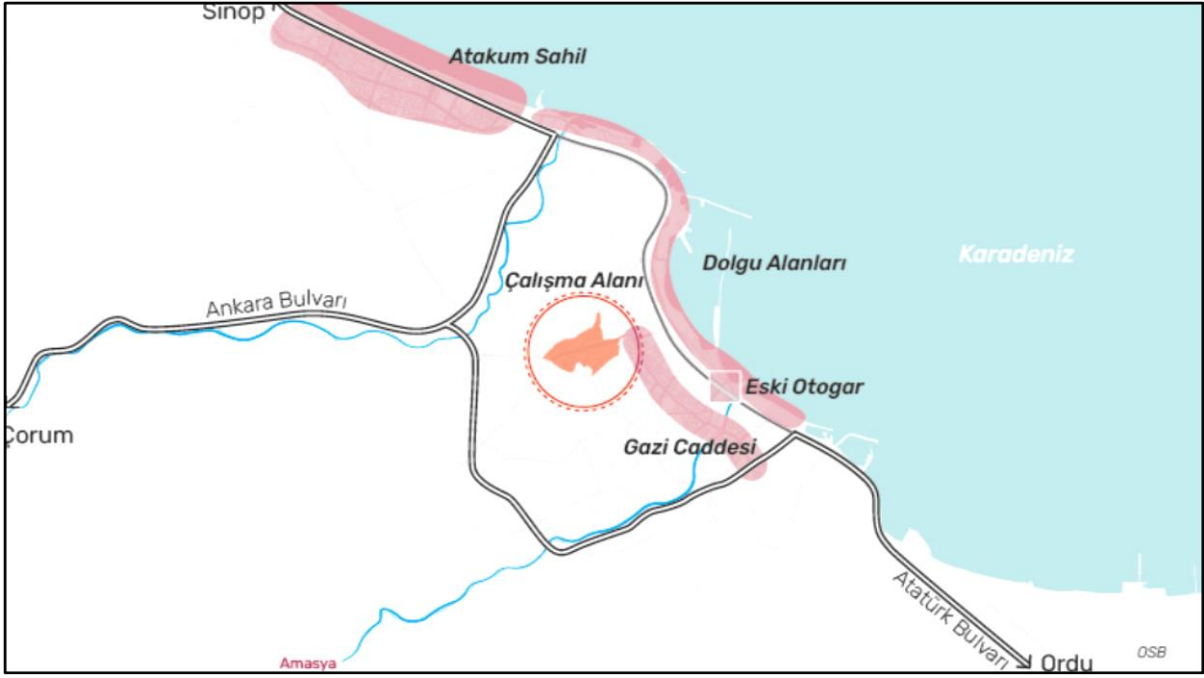 Sinop
Atakum Sahil
Karadeniz
Dolgu Alanları
Çalışma Alanı
Ankara Bulvarı
Eski Otogar
Çorum
Gazi Caddesi
Atatürk Bulvarı
OSB
Ordu
Amasya